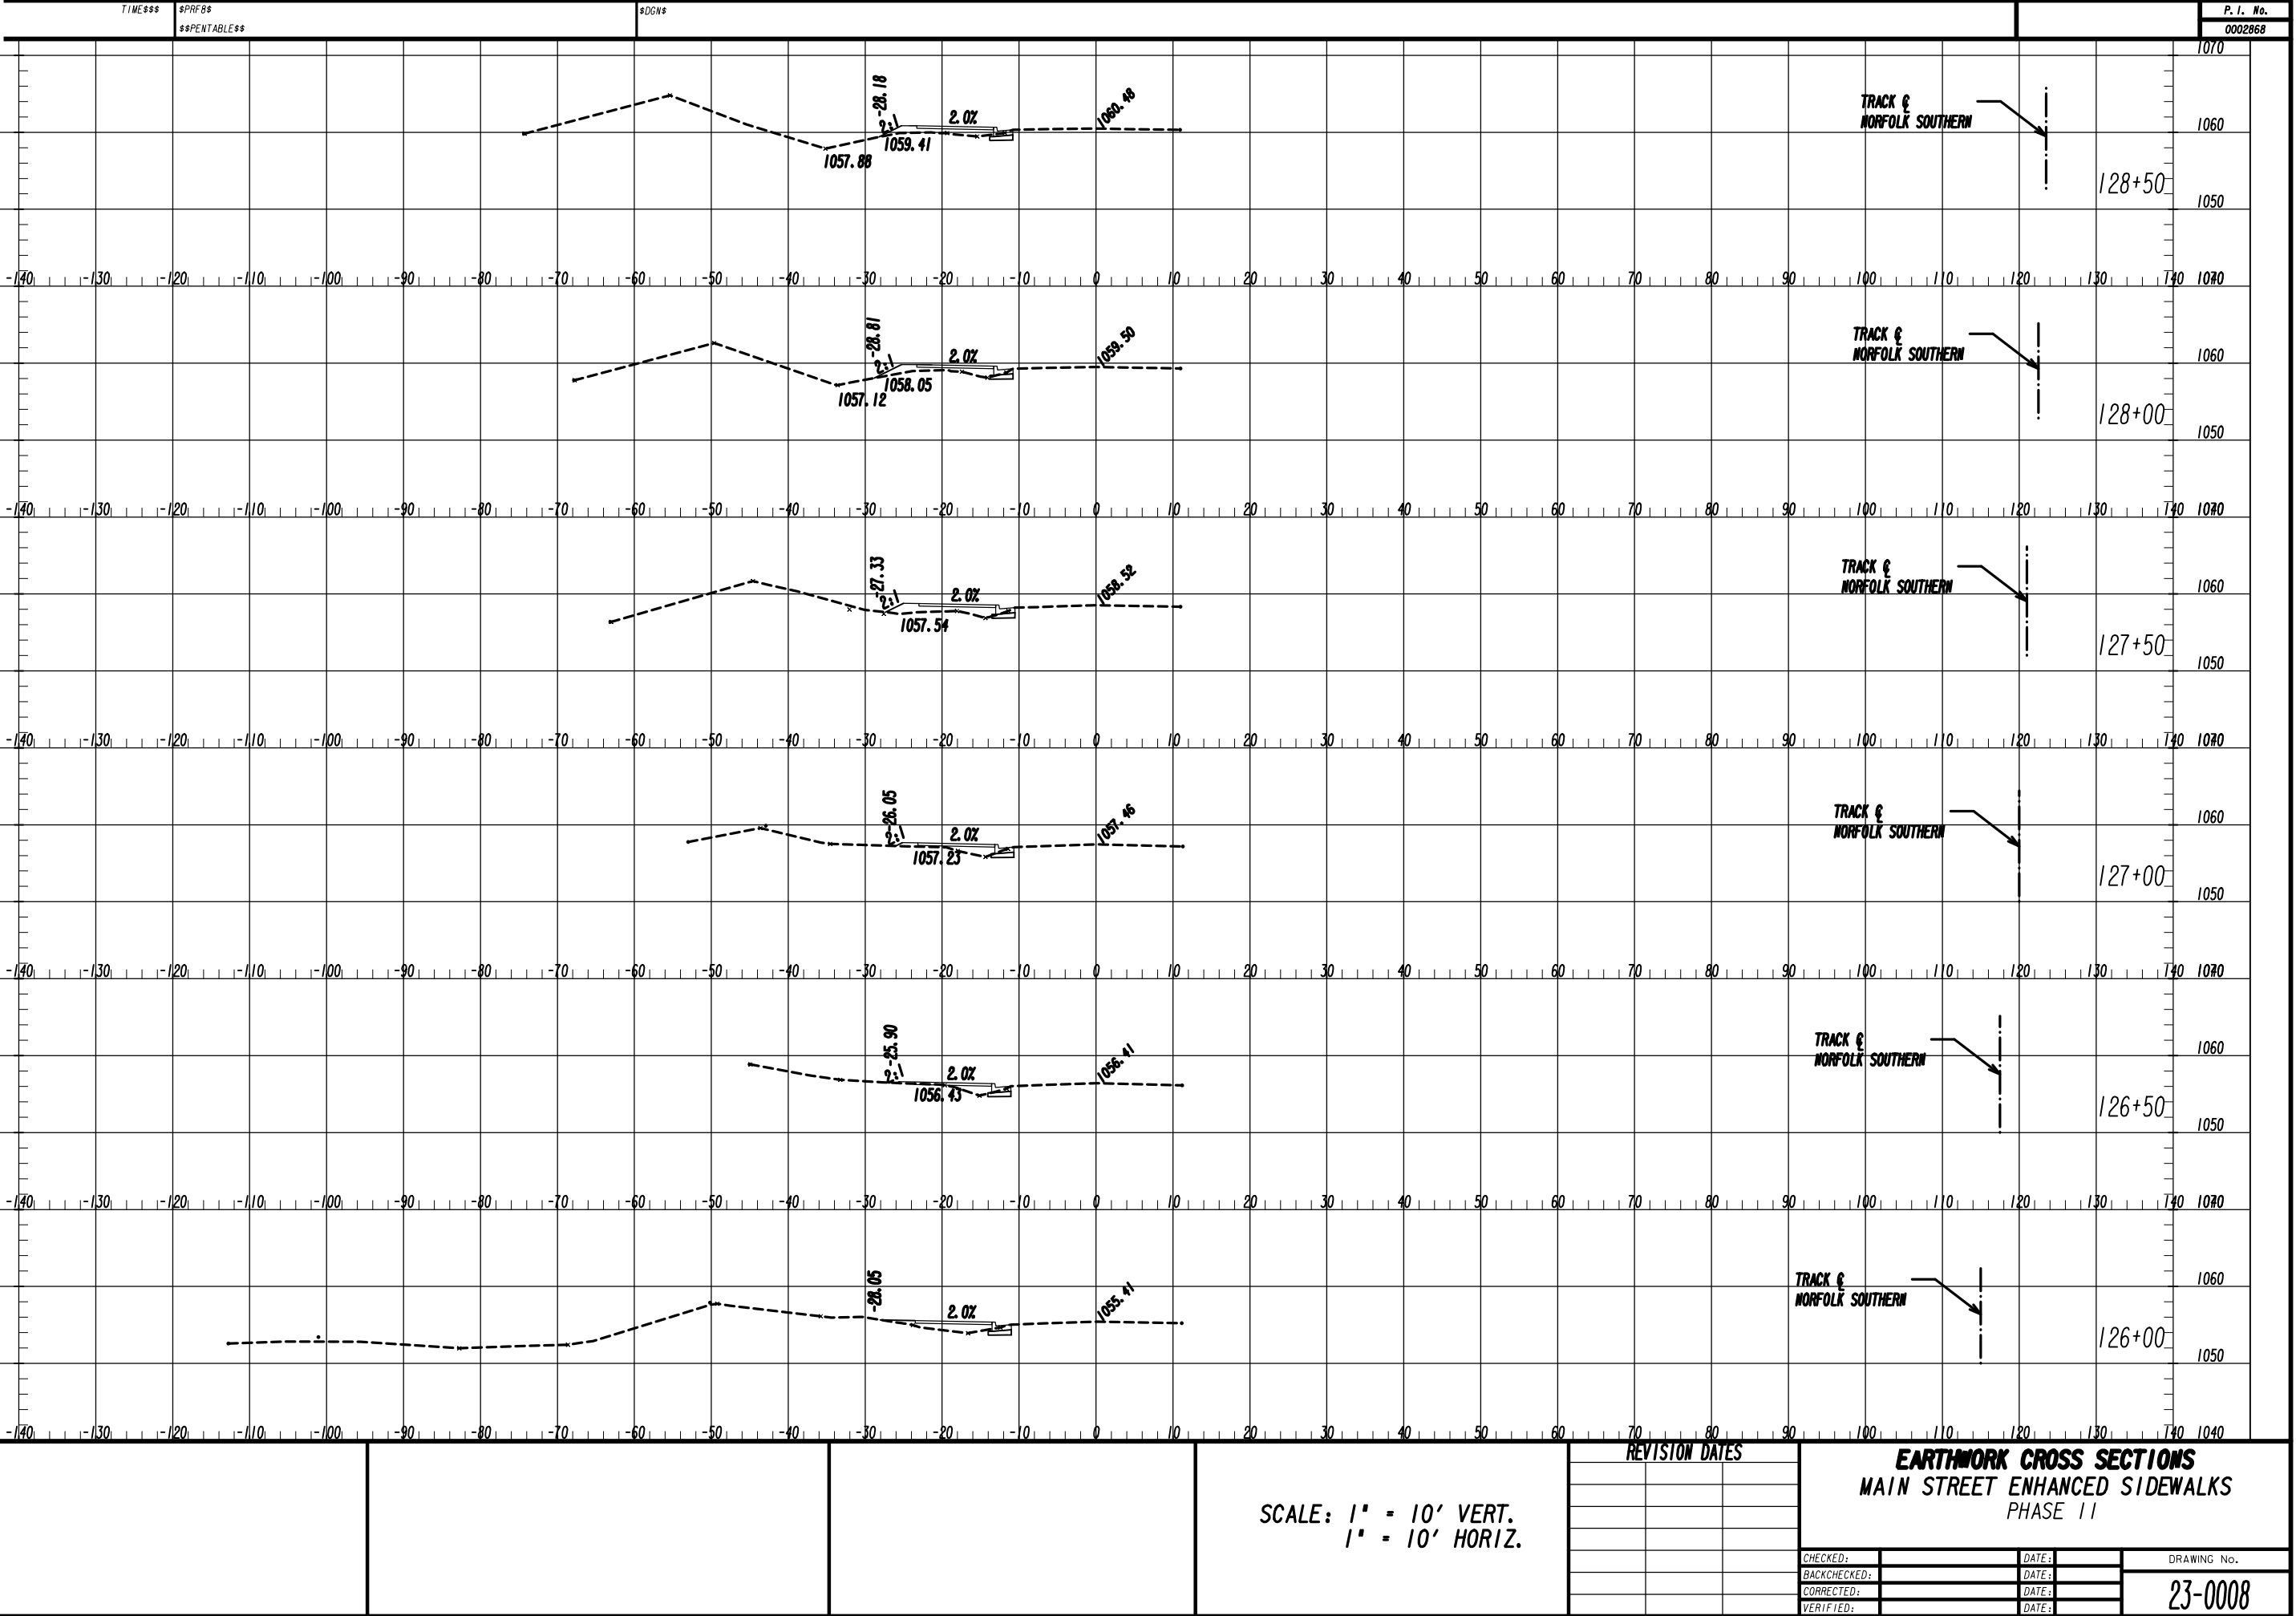 TIME$$$ $PRF8$ $DGN$ P. I. No.
$$PENTABLE$$ 0002868
1070
-28.18 2:1 2.0% 1060.48 TRACK ℄
1059.41 NORFOLK SOUTHERN 1060
1057.88
128+50
1050
-140 -130 -120 -110 -100 -90 -80 -70 -60 -50 -40 -30 -20 -10 0 10 20 30 40 50 60 70 80 90 100 110 120 130 140 1040
-28.81 2:1 2.0% 1059.50 TRACK ℄
NORFOLK SOUTHERN 1060
1058.05
1057.12
128+00
1050
-140 -130 -120 -110 -100 -90 -80 -70 -60 -50 -40 -30 -20 -10 0 10 20 30 40 50 60 70 80 90 100 110 120 130 140 1040
-27.33 2:1 2.0% 1058.52 TRACK ℄
NORFOLK SOUTHERN 1060
1057.54
127+50
1050
-140 -130 -120 -110 -100 -90 -80 -70 -60 -50 -40 -30 -20 -10 0 10 20 30 40 50 60 70 80 90 100 110 120 130 140 1040
-26.05 2:1 2.0% 1057.46 TRACK ℄
NORFOLK SOUTHERN 1060
1057.23
127+00
1050
-140 -130 -120 -110 -100 -90 -80 -70 -60 -50 -40 -30 -20 -10 0 10 20 30 40 50 60 70 80 90 100 110 120 130 140 1040
-25.90 2:1 2.0% 1056.41 TRACK ℄
NORFOLK SOUTHERN 1060
1056.43
126+50
1050
-140 -130 -120 -110 -100 -90 -80 -70 -60 -50 -40 -30 -20 -10 0 10 20 30 40 50 60 70 80 90 100 110 120 130 140 1040
-28.05 2.0% 1055.41 TRACK ℄
NORFOLK SOUTHERN 1060
126+00
1050
-140 -130 -120 -110 -100 -90 -80 -70 -60 -50 -40 -30 -20 -10 0 10 20 30 40 50 60 70 80 90 100 110 120 130 140 1040
SCALE: 1" = 10' VERT.
1" = 10' HORIZ.
REVISION DATES
EARTHWORK CROSS SECTIONS
MAIN STREET ENHANCED SIDEWALKS
PHASE II
CHECKED: DATE:
BACKCHECKED: DATE:
CORRECTED: DATE:
VERIFIED: DATE:
DRAWING No.
23-0008